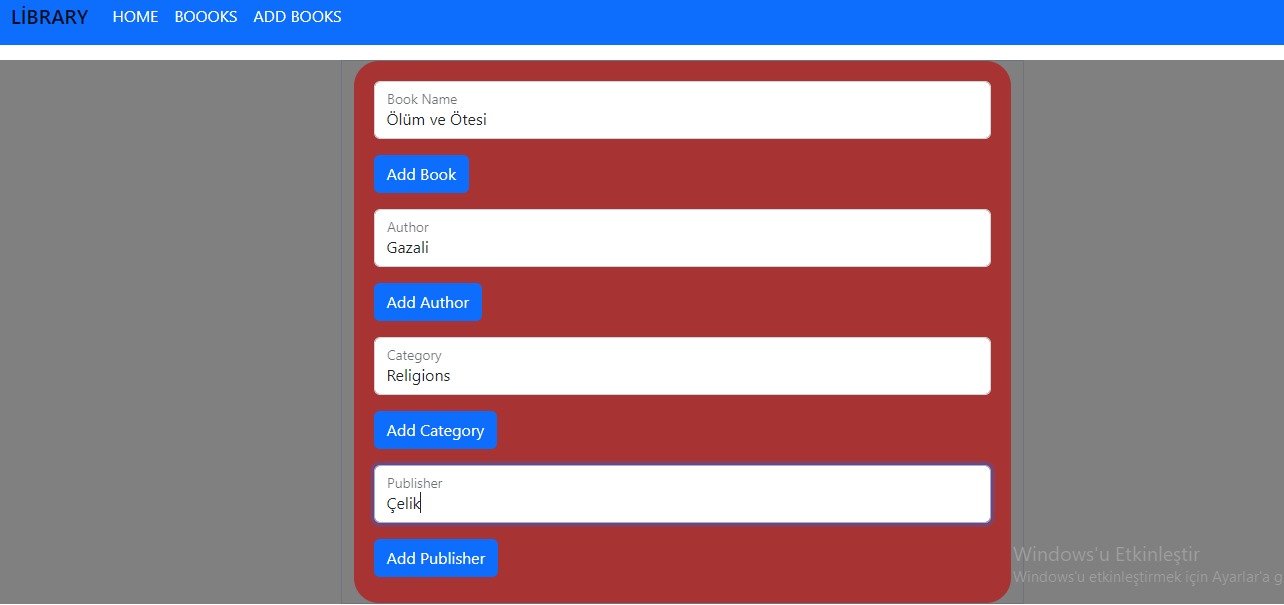 LİBRARY HOME BOOOKS ADD BOOKS
Book Name
Ölüm ve Ötesi
Add Book
Author
Gazali
Add Author
Category
Religions
Add Category
Publisher
Çelik
Add Publisher
Windows'u Etkinleştir
Windows'u etkinleştirmek için Ayarlar'a g